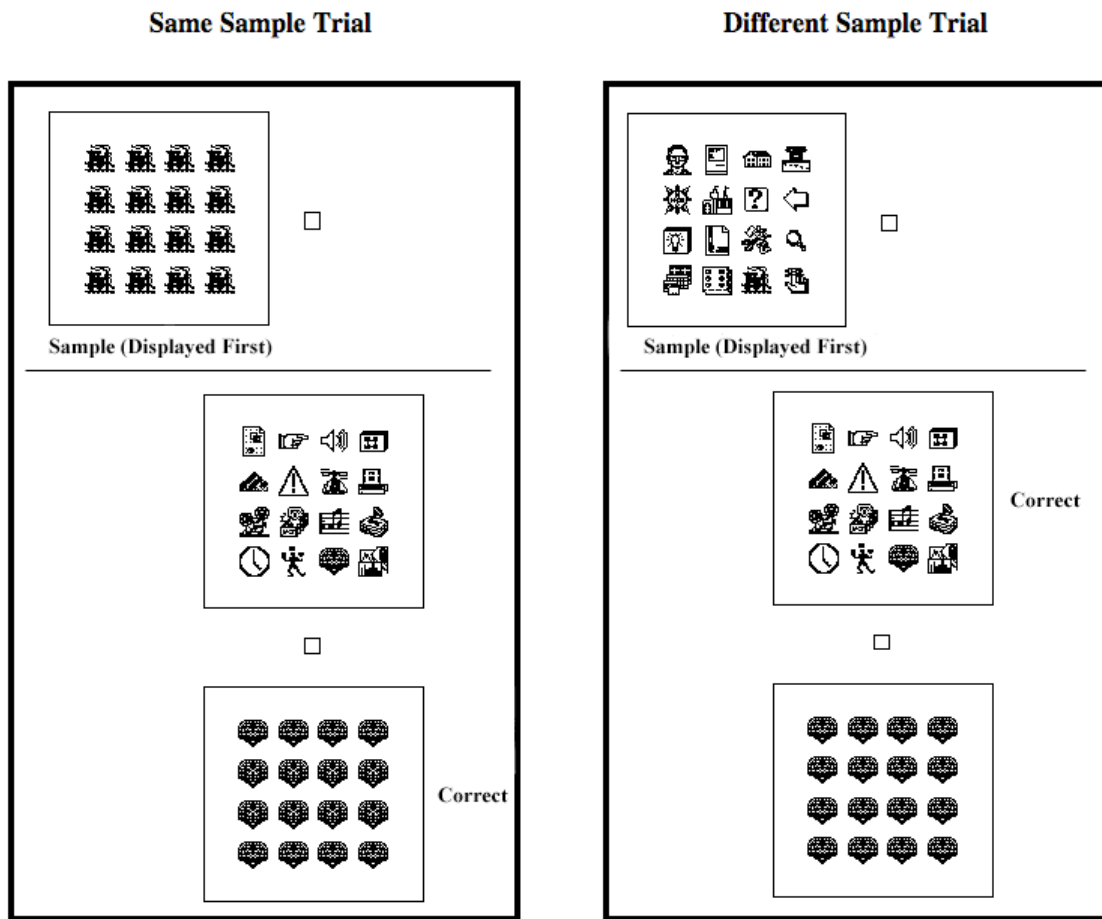 Same Sample Trial
Different Sample Trial
Sample (Displayed First)
Sample (Displayed First)
?
Correct
Correct